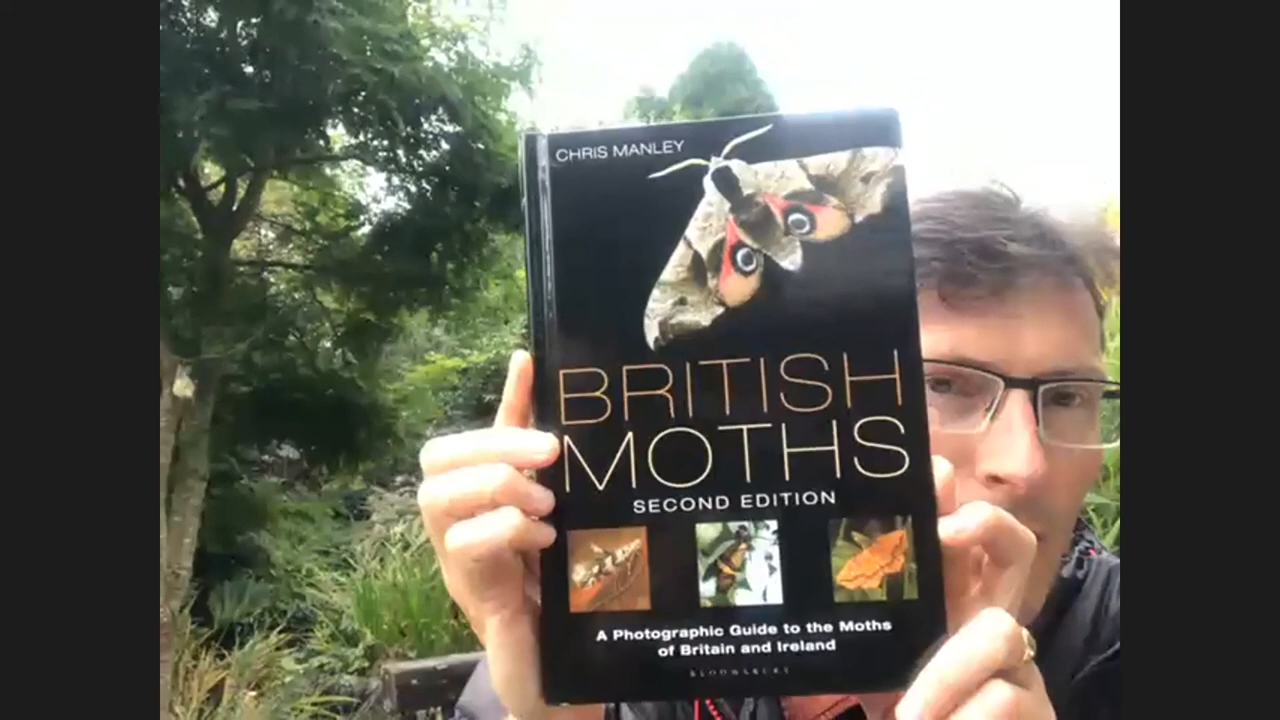 CHRIS MANLEY
BRITISH
MOTHS
SECOND EDITION
A Photographic Guide to the Moths
of Britain and Ireland
BLOOMSBURY